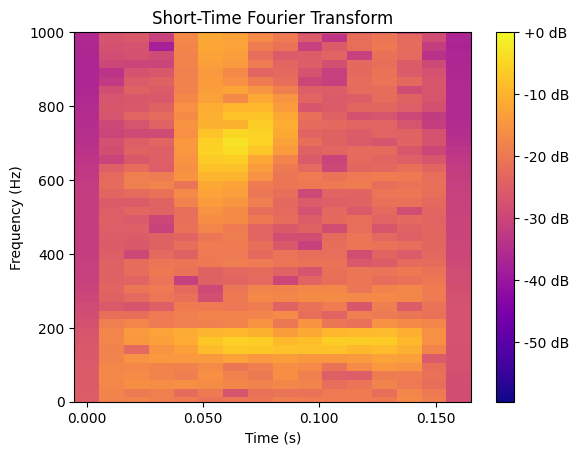 Short-Time Fourier Transform
1000
800
600
400
200
0
Frequency (Hz)
0.000
0.050
0.100
0.150
Time (s)
+0 dB
-10 dB
-20 dB
-30 dB
-40 dB
-50 dB